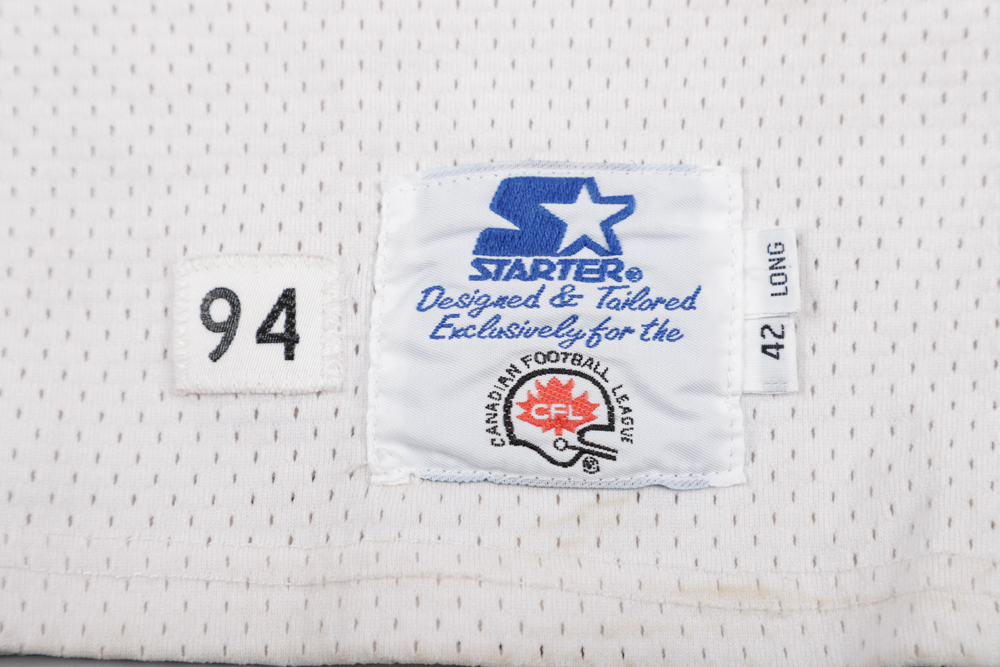 94
STARTER®
Designed & Tailored
Exclusively for the
CANADIAN FOOTBALL LEAGUE
CFL
LONG
42